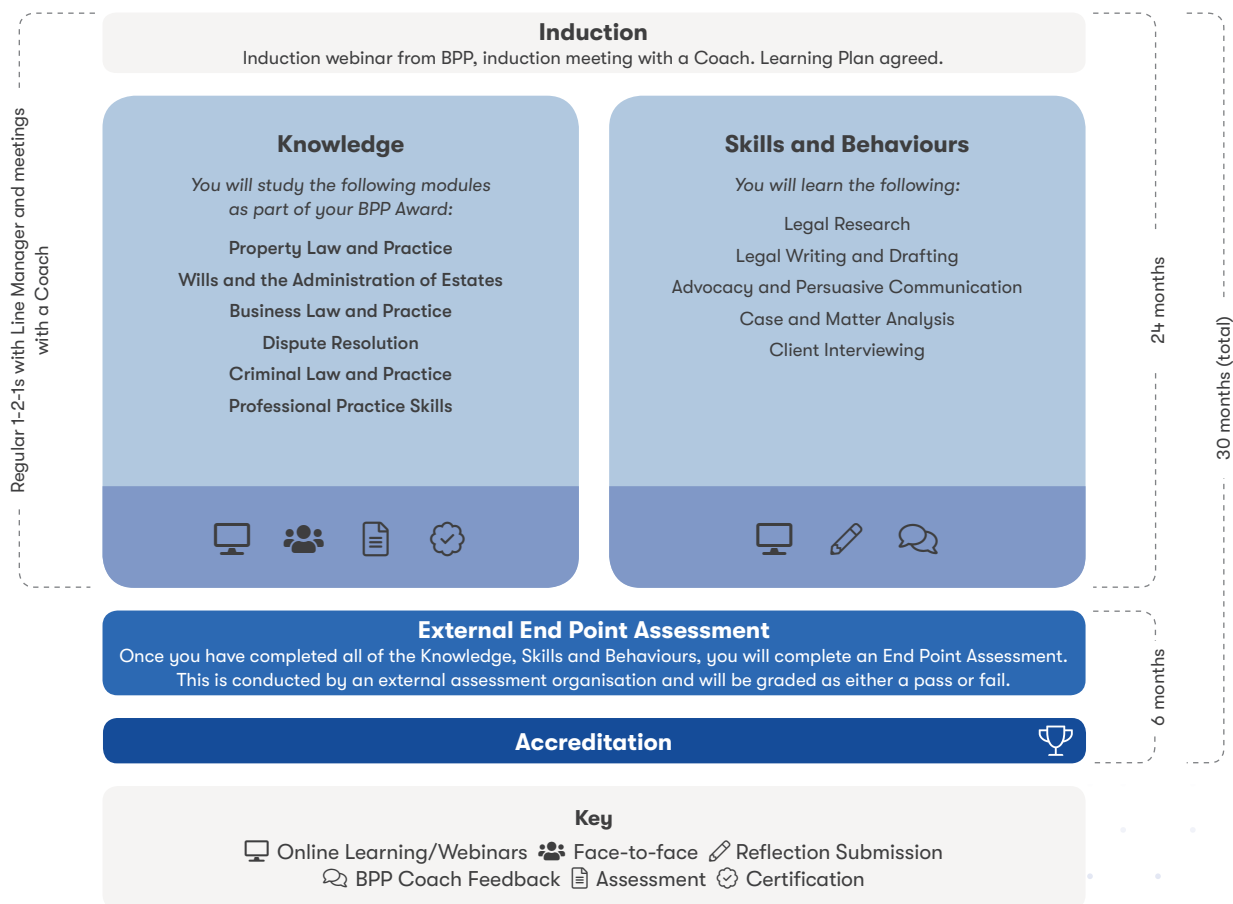 Induction
Induction webinar from BPP, induction meeting with a Coach. Learning Plan agreed.
Regular 1-2-1s with Line Manager and meetings
with a Coach
Knowledge
You will study the following modules
as part of your BPP Award:
Property Law and Practice
Wills and the Administration of Estates
Business Law and Practice
Dispute Resolution
Criminal Law and Practice
Professional Practice Skills
Skills and Behaviours
You will learn the following:
Legal Research
Legal Writing and Drafting
Advocacy and Persuasive Communication
Case and Matter Analysis
Client Interviewing
24 months
30 months (total)
External End Point Assessment
Once you have completed all of the Knowledge, Skills and Behaviours, you will complete an End Point Assessment.
This is conducted by an external assessment organisation and will be graded as either a pass or fail.
6 months
Accreditation
Key
Online Learning/Webinars Face-to-face Reflection Submission
BPP Coach Feedback Assessment Certification